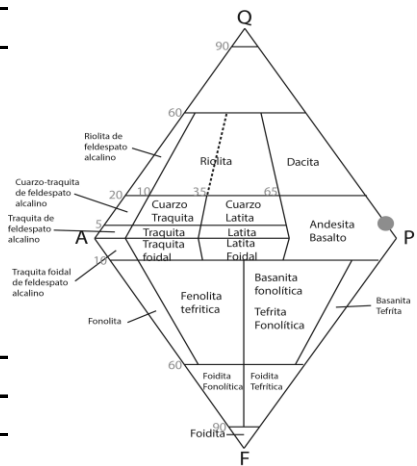 Q
90
60
Riolita de
feldespato
alcalino
Riolita
Dacita
Cuarzo-traquita
de feldespato
alcalino
20
10
35
65
Cuarzo
Traquita
Cuarzo
Latita
Traquita de
feldespato
alcalino
5
A
Traquita
Latita
Andesita
Basalto
P
Traquita
foidal
Latita
Foidal
10
Traquita foidal
de feldespato
alcalino
Fonolita
Fenolita
tefritica
Basanita
fonolítica
Tefrita
Fonolítica
Basanita
Tefrita
60
Foidita
Fonolítica
Foidita
Tefrítica
90
Foidita
F